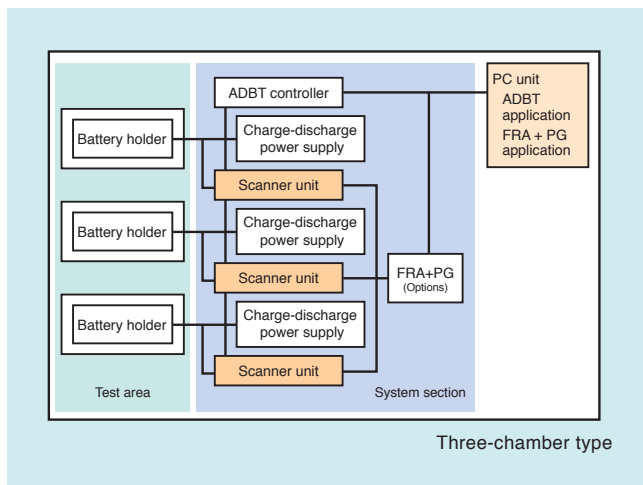 ADBT controller
PC unit
ADBT
application
FRA + PG
application
Battery holder
Charge-discharge
power supply
Scanner unit
Battery holder
Charge-discharge
power supply
Scanner unit
FRA+PG
(Options)
Battery holder
Charge-discharge
power supply
Scanner unit
Test area
System section
Three-chamber type